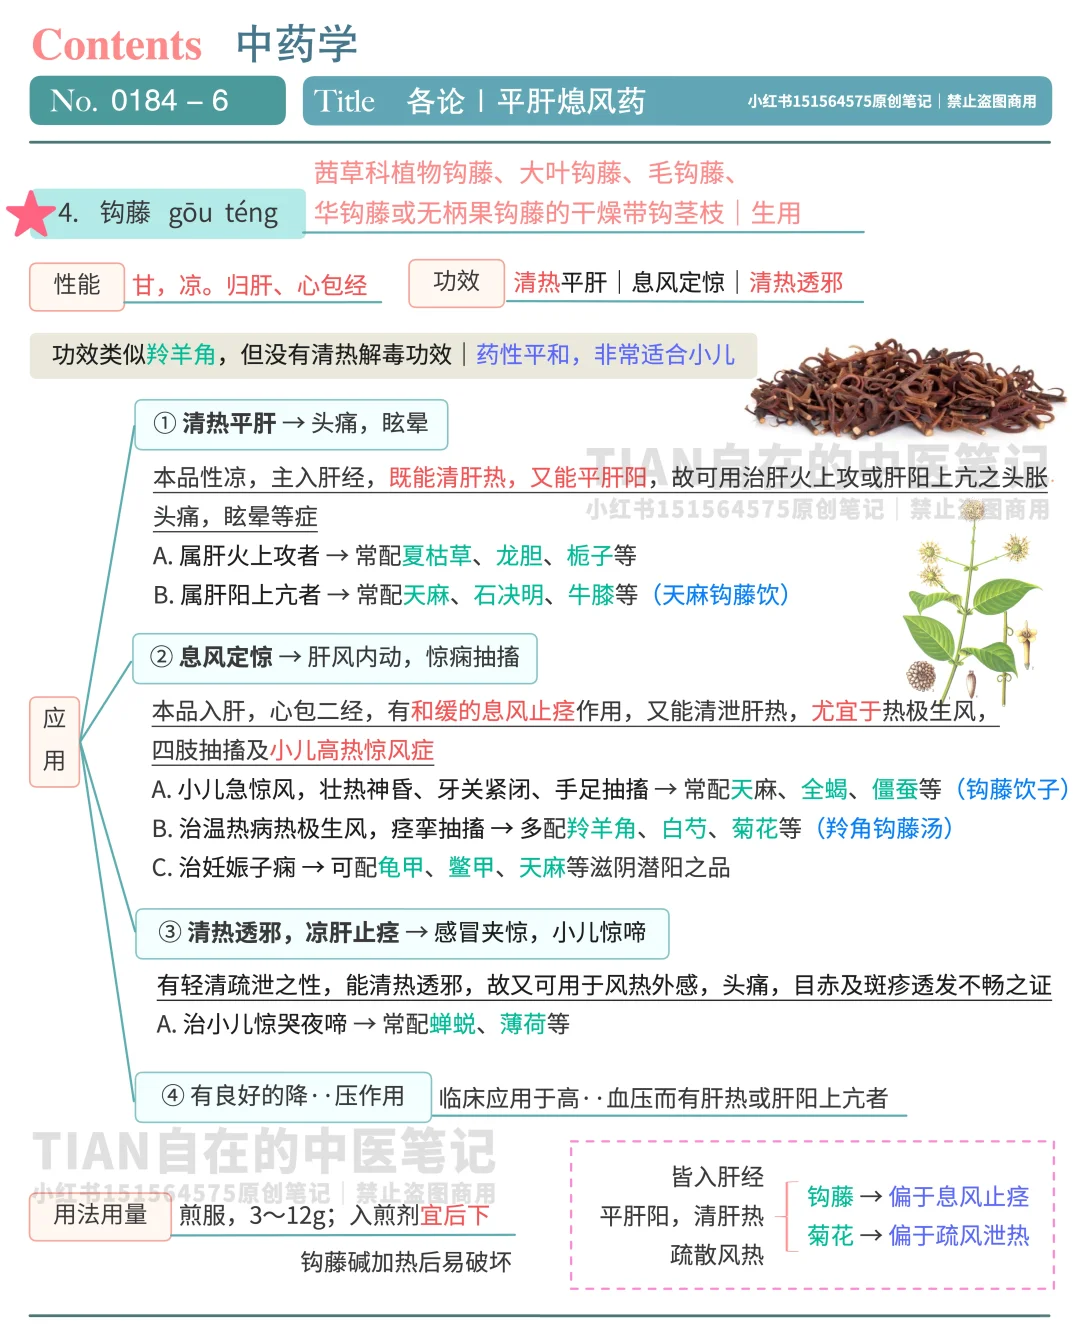 Contents 中药学
No. 0184 – 6
Title 各论｜平肝熄风药
小红书151564575原创笔记｜禁止盗图商用
茜草科植物钩藤、大叶钩藤、毛钩藤、
4. 钩藤 gōu téng
华钩藤或无柄果钩藤的干燥带钩茎枝｜生用
性能 甘，凉。归肝、心包经
功效 清热平肝｜息风定惊｜清热透邪
功效类似羚羊角，但没有清热解毒功效｜药性平和，非常适合小儿
① 清热平肝 → 头痛，眩晕
TIAN自在的中医笔记
小红书151564575原创笔记｜禁止盗图商用
本品性凉，主入肝经，既能清肝热，又能平肝阳，故可用治肝火上攻或肝阳上亢之头胀
头痛，眩晕等症
A. 属肝火上攻者 → 常配夏枯草、龙胆、栀子等
B. 属肝阳上亢者 → 常配天麻、石决明、牛膝等（天麻钩藤饮）
② 息风定惊 → 肝风内动，惊痫抽搐
应用
本品入肝，心包二经，有和缓的息风止痉作用，又能清泄肝热，尤宜于热极生风，
四肢抽搐及小儿高热惊风症
A. 小儿急惊风，壮热神昏、牙关紧闭、手足抽搐 → 常配天麻、全蝎、僵蚕等（钩藤饮子）
B. 治温热病热极生风，痉挛抽搐 → 多配羚羊角、白芍、菊花等（羚角钩藤汤）
C. 治妊娠子痫 → 可配龟甲、鳖甲、天麻等滋阴潜阳之品
③ 清热透邪，凉肝止痉 → 感冒夹惊，小儿惊啼
有轻清疏泄之性，能清热透邪，故又可用于风热外感，头痛，目赤及斑疹透发不畅之证
A. 治小儿惊哭夜啼 → 常配蝉蜕、薄荷等
④ 有良好的降··压作用 临床应用于高··血压而有肝热或肝阳上亢者
TIAN自在的中医笔记
小红书151564575原创笔记｜禁止盗图商用
用法用量 煎服，3～12g；入煎剂宜后下
钩藤碱加热后易破坏
皆入肝经
平肝阳，清肝热
疏散风热
钩藤 → 偏于息风止痉
菊花 → 偏于疏风泄热